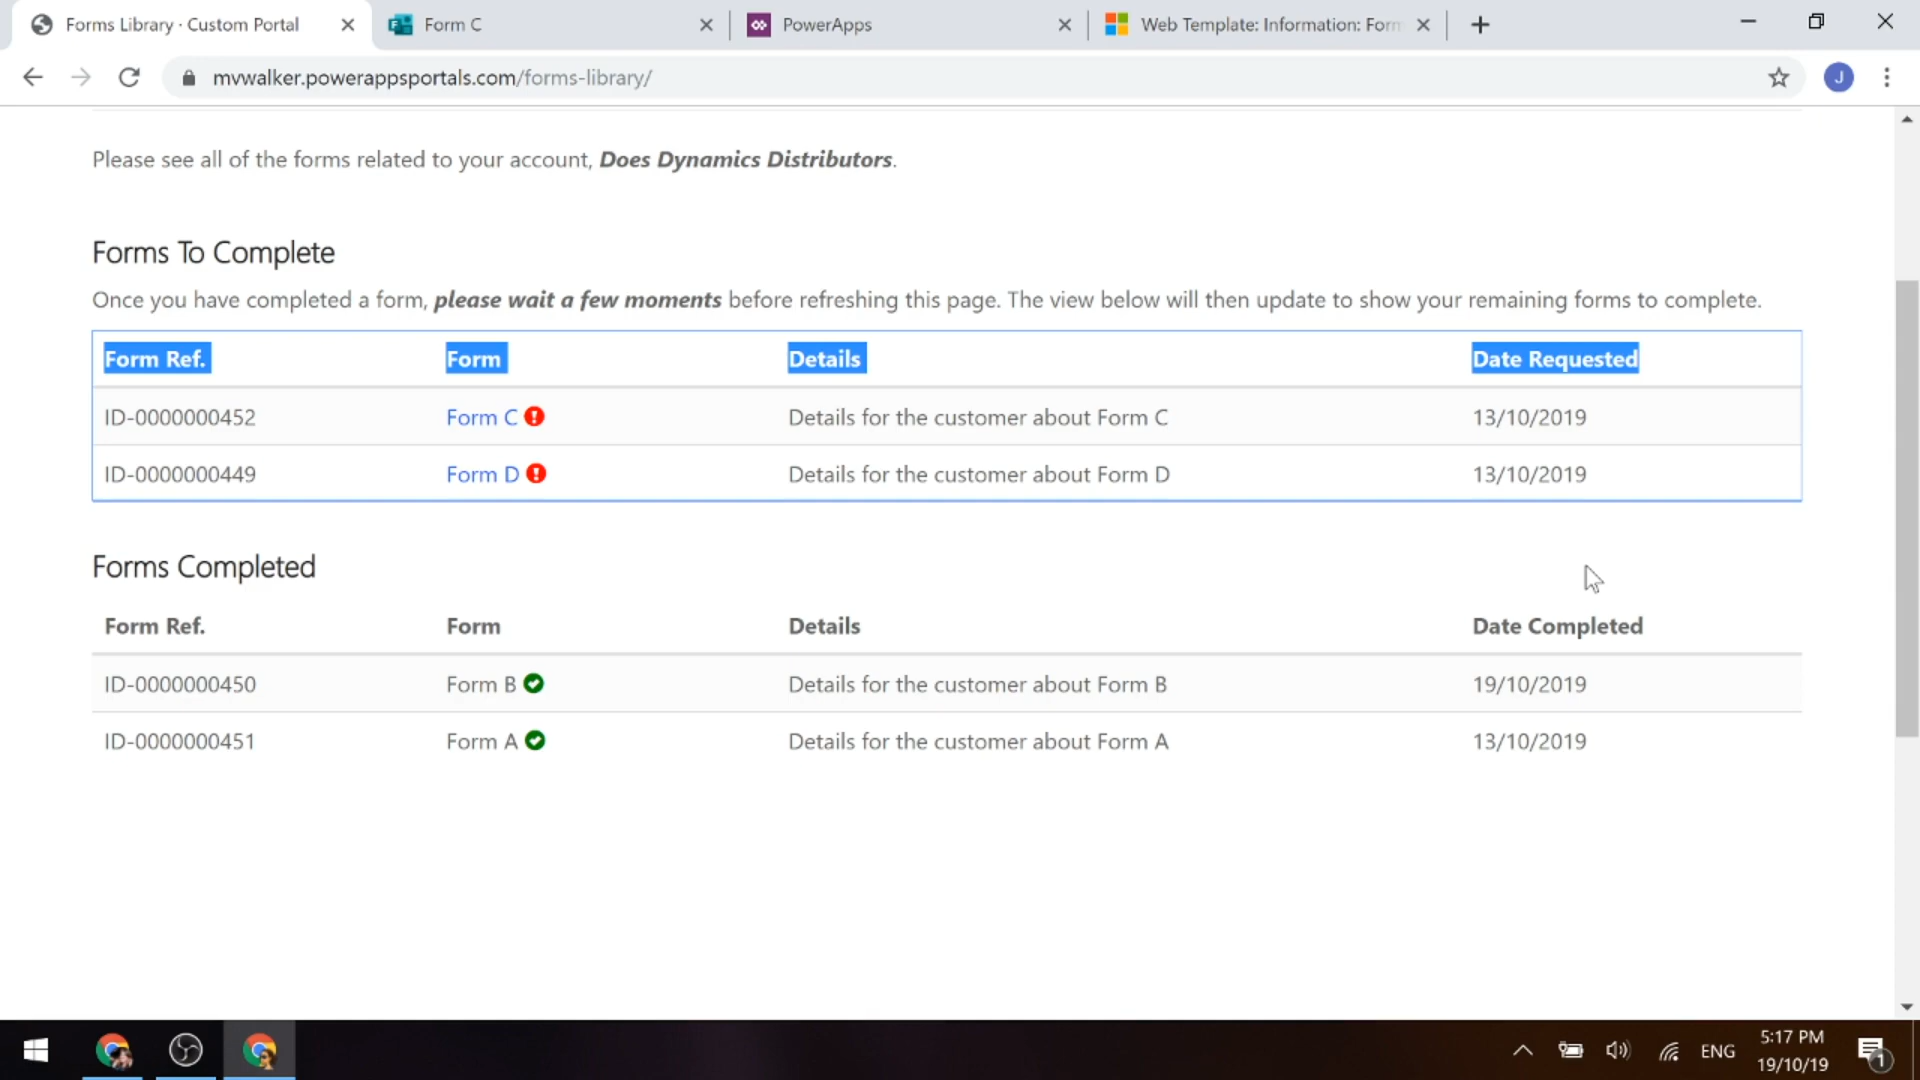 Forms Library · Custom Portal
Form C
PowerApps
Web Template: Information: Form
mvwalker.powerappsportals.com/forms-library/
J
Please see all of the forms related to your account, Does Dynamics Distributors.
Forms To Complete
Once you have completed a form, please wait a few moments before refreshing this page. The view below will then update to show your remaining forms to complete.
Form Ref. Form Details Date Requested
ID-0000000452 Form C Details for the customer about Form C 13/10/2019
ID-0000000449 Form D Details for the customer about Form D 13/10/2019
Forms Completed
Form Ref. Form Details Date Completed
ID-0000000450 Form B Details for the customer about Form B 19/10/2019
ID-0000000451 Form A Details for the customer about Form A 13/10/2019
ENG
5:17 PM
19/10/19
1